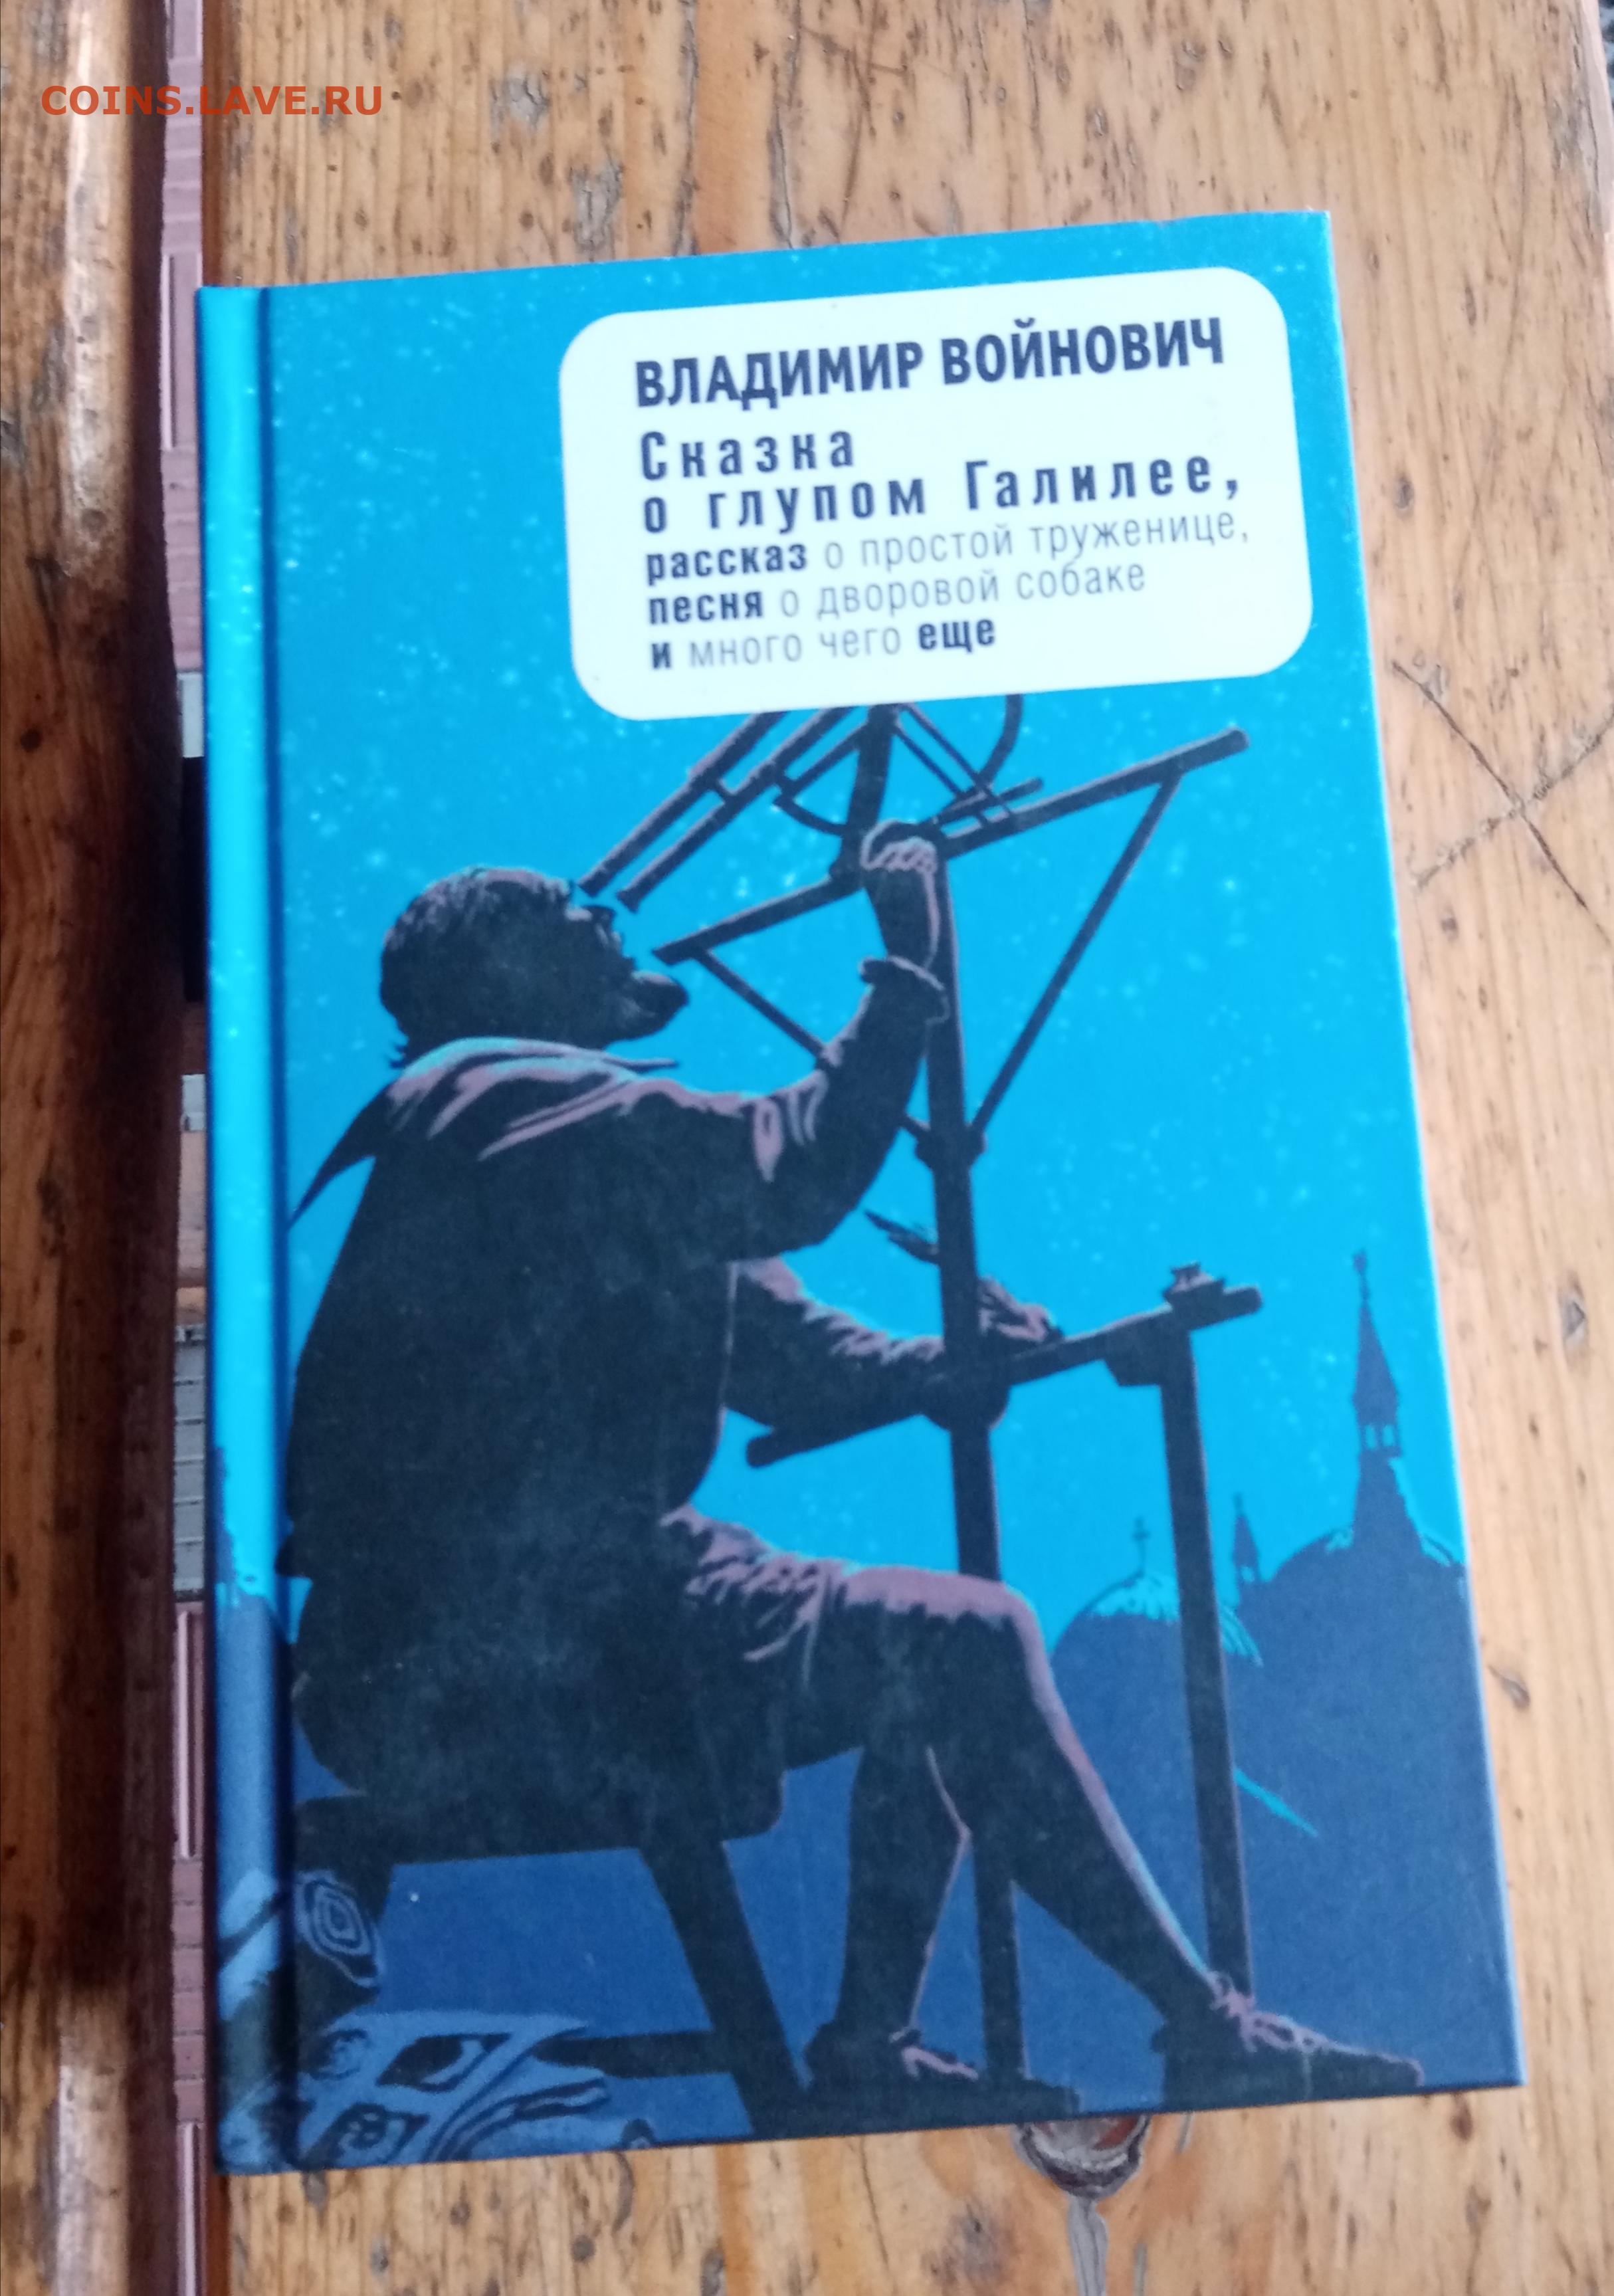 COINS.LAVE.RU
ВЛАДИМИР ВОЙНОВИЧ
Сказка
о глупом Галилее,
рассказ о простой труженице,
песня о дворовой собаке
и много чего еще